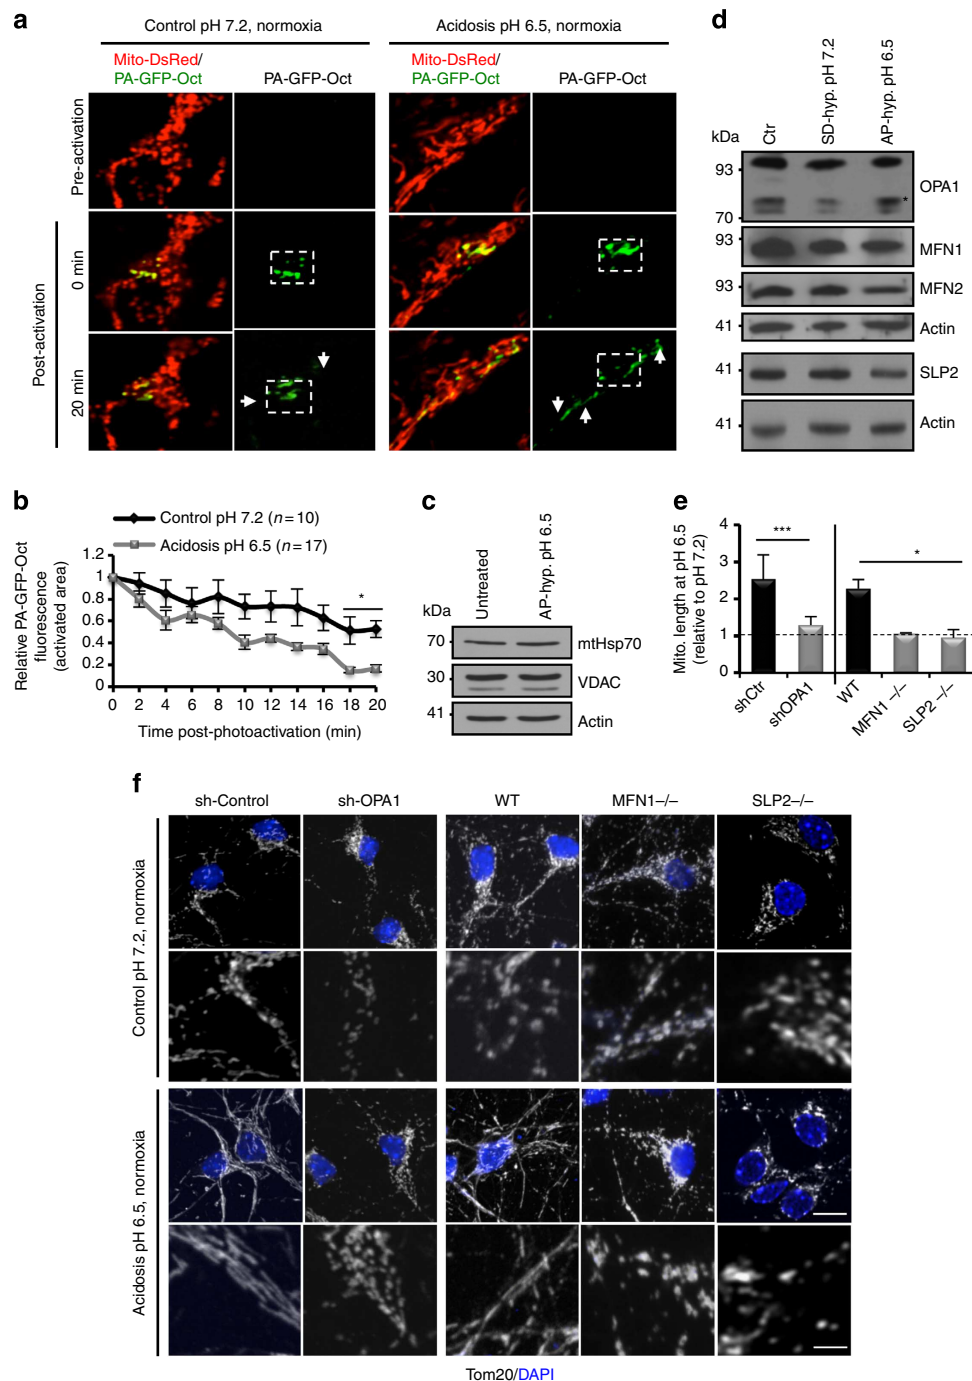 a
Control pH 7.2, normoxia
Acidosis pH 6.5, normoxia
Mito-DsRed/
PA-GFP-Oct
PA-GFP-Oct
Mito-DsRed/
PA-GFP-Oct
PA-GFP-Oct
Pre-activation
Post-activation
0 min
20 min
d
kDa
Ctr
SD-hyp. pH 7.2
AP-hyp. pH 6.5
93
70
OPA1
*
93
MFN1
93
MFN2
41
Actin
41
SLP2
41
Actin
b
Control pH 7.2 (n = 10)
Acidosis pH 6.5 (n = 17)
Relative PA-GFP-Oct
fluorescence
(activated area)
1.2
1
0.8
0.6
0.4
0.2
0
*
0 2 4 6 8 10 12 14 16 18 20
Time post-photoactivation (min)
c
kDa
Untreated
AP-hyp. pH 6.5
70
mtHsp70
30
VDAC
41
Actin
e
Mito. length at pH 6.5
(relative to pH 7.2)
4
3
2
1
0
***
*
shCtr
shOPA1
WT
MFN1 –/–
SLP2 –/–
f
sh-Control
sh-OPA1
WT
MFN1–/–
SLP2–/–
Control pH 7.2, normoxia
Acidosis pH 6.5, normoxia
Tom20/DAPI